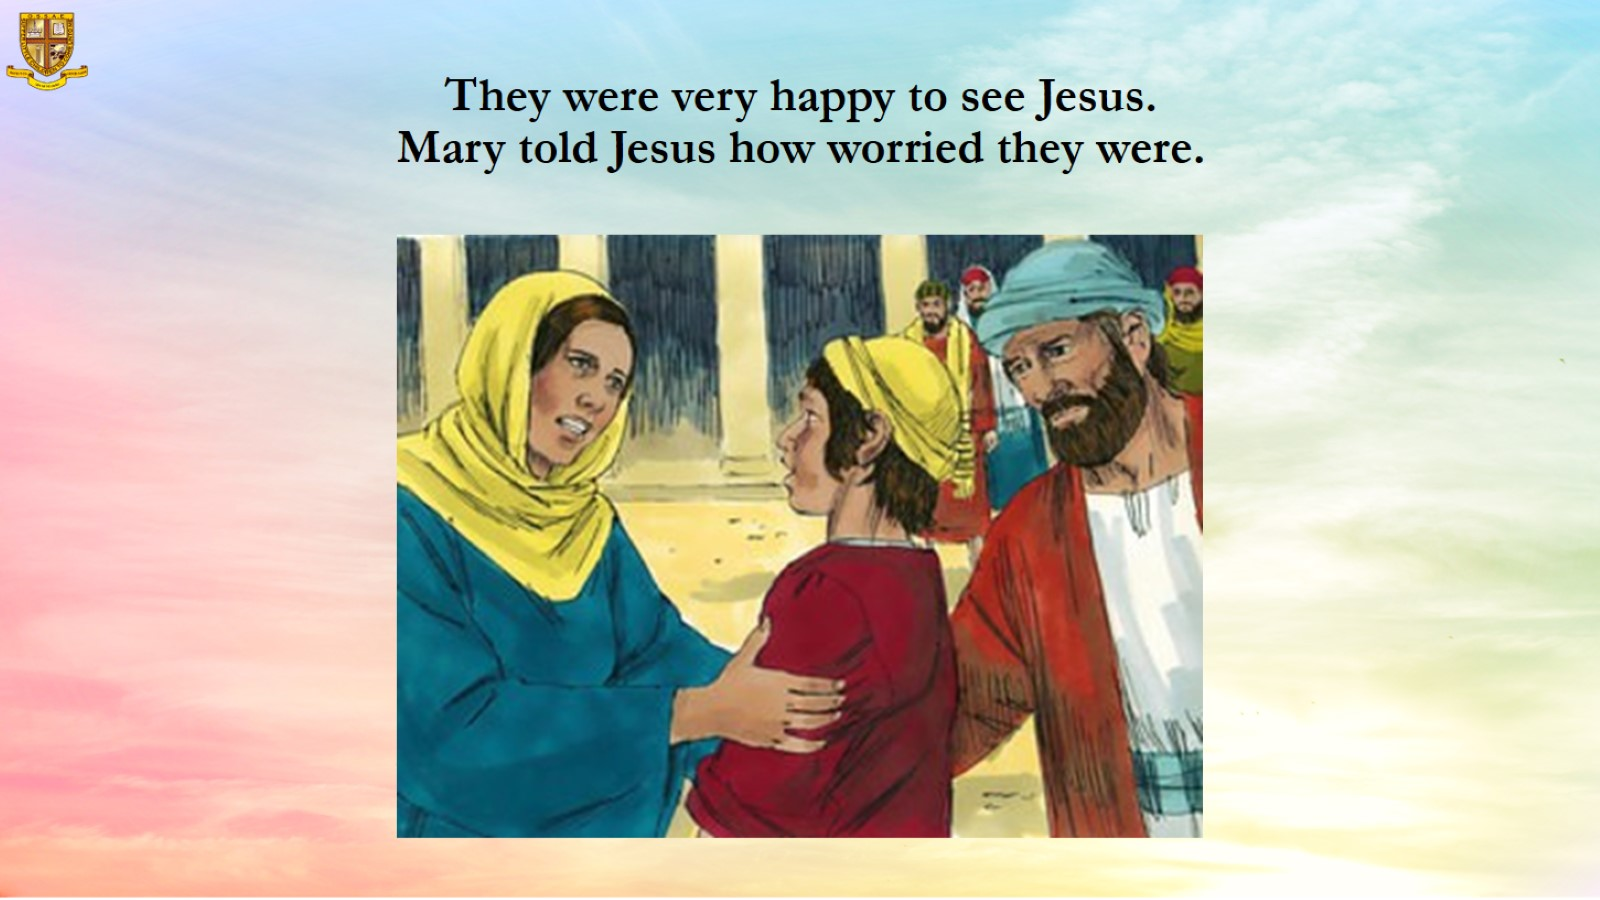 They were very happy to see Jesus.
Mary told Jesus how worried they were.